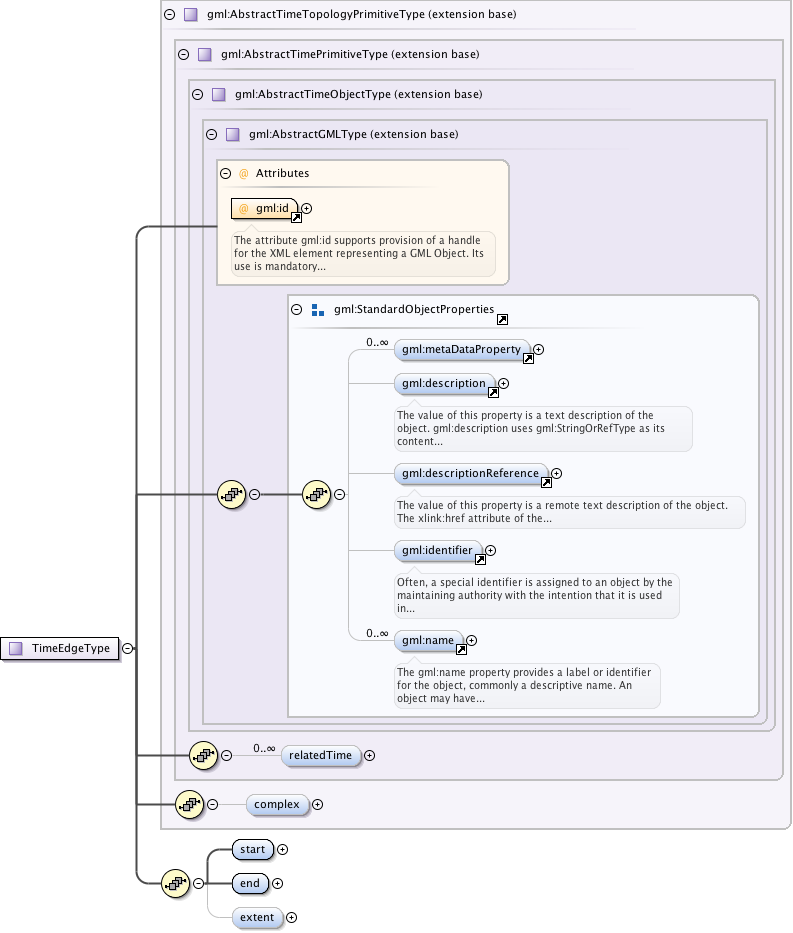 gml:AbstractTimeTopologyPrimitiveType (extension base)
gml:AbstractTimePrimitiveType (extension base)
gml:AbstractTimeObjectType (extension base)
gml:AbstractGMLType (extension base)
@ Attributes
@ gml:id
The attribute gml:id supports provision of a handle
for the XML element representing a GML Object. Its
use is mandatory...
gml:StandardObjectProperties
0..∞
gml:metaDataProperty
gml:description
The value of this property is a text description of the
object. gml:description uses gml:StringOrRefType as its
content...
gml:descriptionReference
The value of this property is a remote text description of the object.
The xlink:href attribute of the...
gml:identifier
Often, a special identifier is assigned to an object by the
maintaining authority with the intention that it is used
in...
0..∞
gml:name
The gml:name property provides a label or identifier
for the object, commonly a descriptive name. An
object may have...
TimeEdgeType
0..∞
relatedTime
complex
start
end
extent